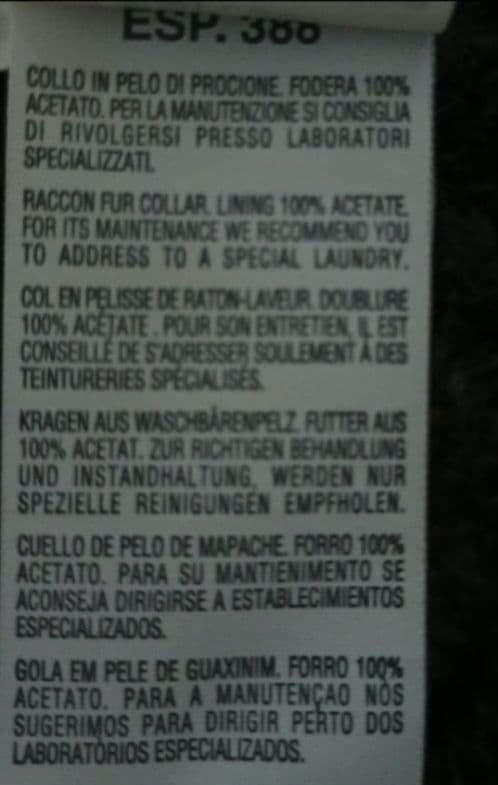 ESP. 388
COLLO IN PELO DI PROCIONE. FODERA 100%
ACETATO. PER LA MANUTENZIONE SI CONSIGLIA
DI RIVOLGERSI PRESSO LABORATORI
SPECIALIZZATI.
RACCON FUR COLLAR. LINING 100% ACETATE.
FOR ITS MAINTENANCE WE RECOMMEND YOU
TO ADDRESS TO A SPECIAL LAUNDRY.
COL EN PELISSE DE RATON-LAVEUR. DOUBLURE
100% ACÉTATE . POUR SON ENTRETIEN, IL EST
CONSEILLÉ DE S'ADRESSER SOULEMENT À DES
TEINTURERIES SPÉCIALISÉS.
KRAGEN AUS WASCHBÄRENPELZ. FUTTER AUS
100% ACETAT. ZUR RICHTIGEN BEHANDLUNG
UND INSTANDHALTUNG, WERDEN NUR
SPEZIELLE REINIGUNGEN EMPFHOLEN.
CUELLO DE PELO DE MAPACHE. FORRO 100%
ACETATO. PARA SU MANTIENIMENTO SE
ACONSEJA DIRIGIRSE A ESTABLECIMIENTOS
ESPECIALIZADOS.
GOLA EM PELE DE GUAXINIM. FORRO 100%
ACETATO. PARA A MANUTENÇAO NÓS
SUGERIMOS PARA DIRIGIR PERTO DOS
LABORATÓRIOS ESPECIALIZADOS.